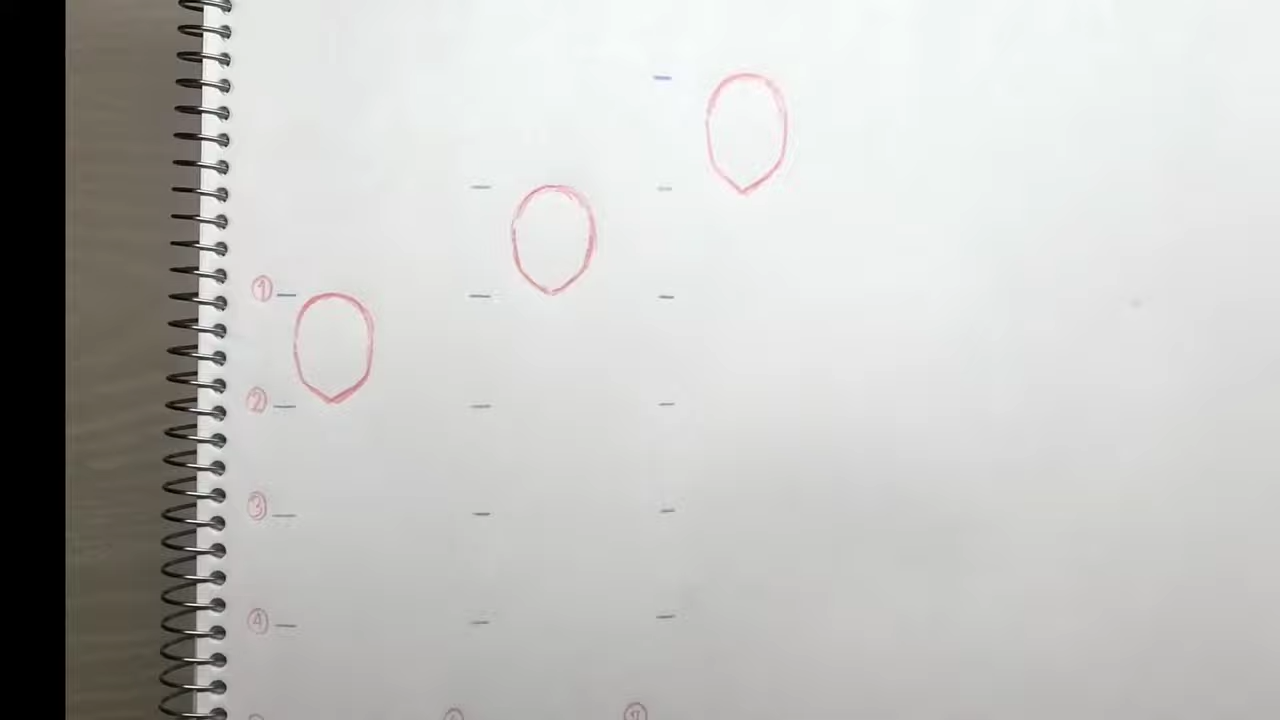 ①
②
③
④